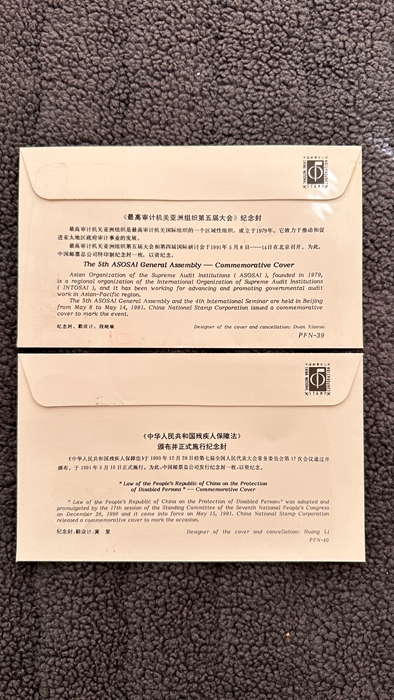 《最高审计机关亚洲组织第五届大会》纪念封
最高审计机关亚洲组织是最高审计机关国际组织的一个区域性组织，成立于1979年，它致力于推动和促
进亚太地区政府审计事业的发展。
最高审计机关亚洲组织第五届大会和第四届国际研讨会于1991年5月8日——14日在北京召开。为此，
中国邮票总公司特印制纪念封一枚，以资纪念。
The 5th ASOSAI General Assembly — Commemorative Cover
Asian Organization of the Supreme Audit Institutions ( ASOSAI ), founded in 1979,
is a regional organization of the International Organization of Supreme Audit Institutions
( INTOSAI ), and it has been working for advancing and promoting governmental audit
work in Asian-Pacific region.
The 5th ASOSAI General Assembly and the 4th International Seminar are held in Beijing
from May 8 to May 14, 1991. China National Stamp Corporation issued a commemorative
cover to mark the event.
纪念封、戳设计：段晓敏
Designer of the cover and cancellation: Duan
PFN-39
《中华人民共和国残疾人保障法》
颁布并正式施行纪念封
《中华人民共和国残疾人保障法》于1990年12月28日经第七届全国人民代表大会常务委员会第17次会议通过并
颁布，于1991年5月15日正式施行。为此，中国邮票总公司发行纪念封一枚，以资纪念。
"Law of the People's Republic of China on the Protection
of Disabled Persons" — Commemorative Cover
"Law of the People's Republic of China on the Protection of Disabled Persons" was adopted and
promulgated by the 17th session of the Standing Committee of the Seventh National People's Congress
on December 28, 1990 and it came into force on May 15, 1991. China National Stamp Corporation
released a commemorative cover to mark the occasion.
纪念封、戳设计：黄 里
Designer of the cover and cancellation: Huang Li
PFN-40